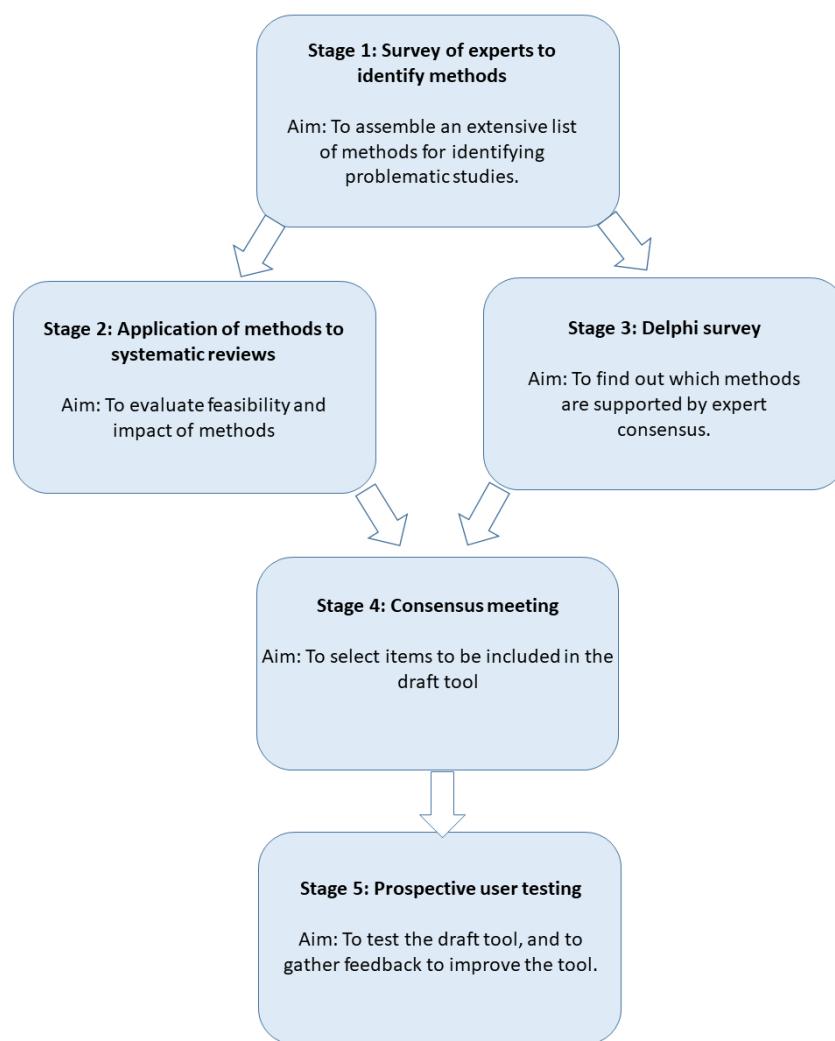 Stage 1: Survey of experts to
identify methods
Aim: To assemble an extensive list
of methods for identifying
problematic studies.
Stage 2: Application of methods to
systematic reviews
Aim: To evaluate feasibility and
impact of methods
Stage 3: Delphi survey
Aim: To find out which methods
are supported by expert
consensus.
Stage 4: Consensus meeting
Aim: To select items to be included in the
draft tool
Stage 5: Prospective user testing
Aim: To test the draft tool, and to
gather feedback to improve the tool.